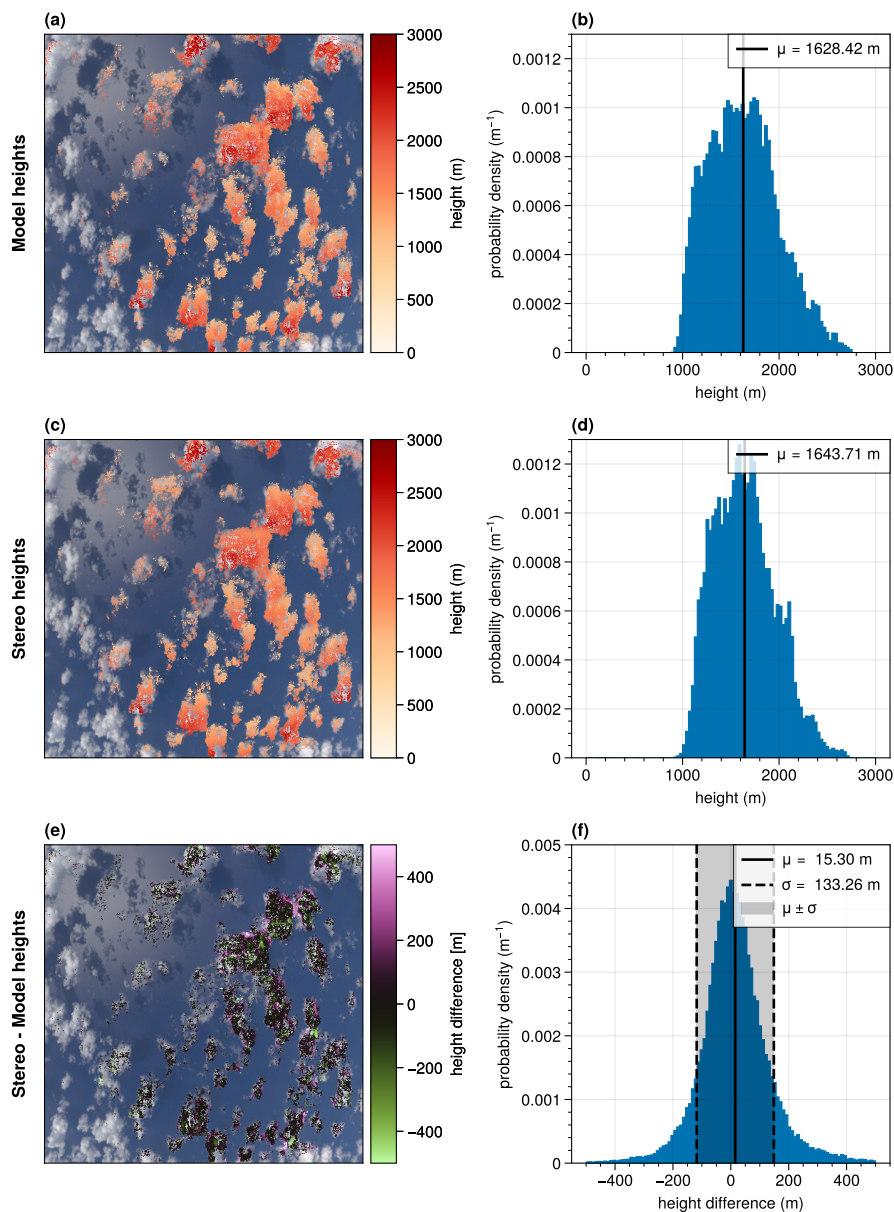 (a)
Model heights
3000
2500
2000
1500
1000
500
0
height (m)
(b)
μ = 1628.42 m
probability density (m⁻¹)
0.0012
0.001
0.0008
0.0006
0.0004
0.0002
0
0
1000
2000
3000
height (m)
(c)
Stereo heights
3000
2500
2000
1500
1000
500
0
height (m)
(d)
μ = 1643.71 m
probability density (m⁻¹)
0.0012
0.001
0.0008
0.0006
0.0004
0.0002
0
0
1000
2000
3000
height (m)
(e)
Stereo - Model heights
400
200
0
−200
−400
height difference [m]
(f)
μ = 15.30 m
σ = 133.26 m
μ ± σ
probability density (m⁻¹)
0.005
0.004
0.003
0.002
0.001
0
−400
−200
0
200
400
height difference (m)